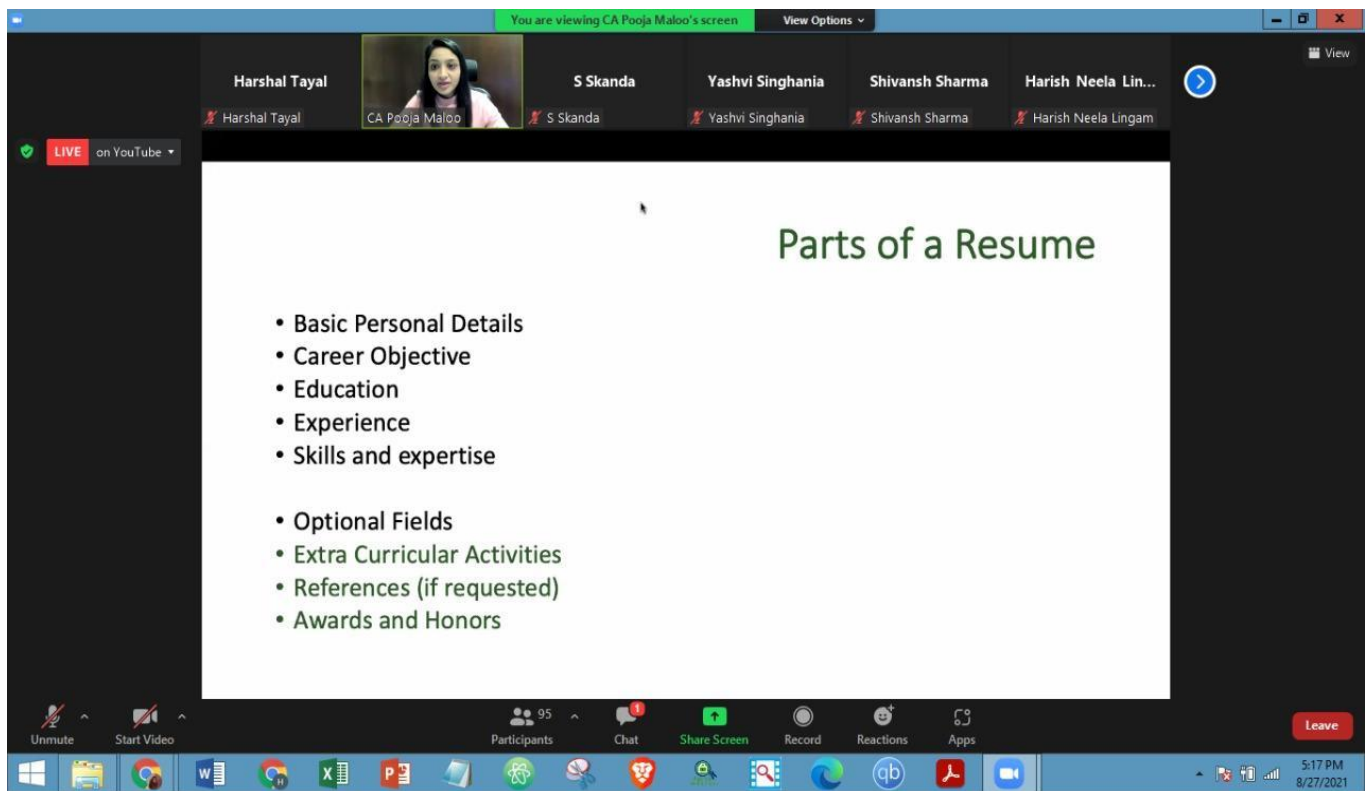 You are viewing CA Pooja Maloo's screen View Options
View
Harshal Tayal S Skanda Yashvi Singhania Shivansh Sharma Harish Neela Lin...
Harshal Tayal CA Pooja Maloo S Skanda Yashvi Singhania Shivansh Sharma Harish Neela Lingam
LIVE on YouTube
Parts of a Resume
• Basic Personal Details
• Career Objective
• Education
• Experience
• Skills and expertise
• Optional Fields
• Extra Curricular Activities
• References (if requested)
• Awards and Honors
95 1
Unmute Start Video Participants Chat Share Screen Record Reactions Apps Leave
W X P qb
5:17 PM
8/27/2021